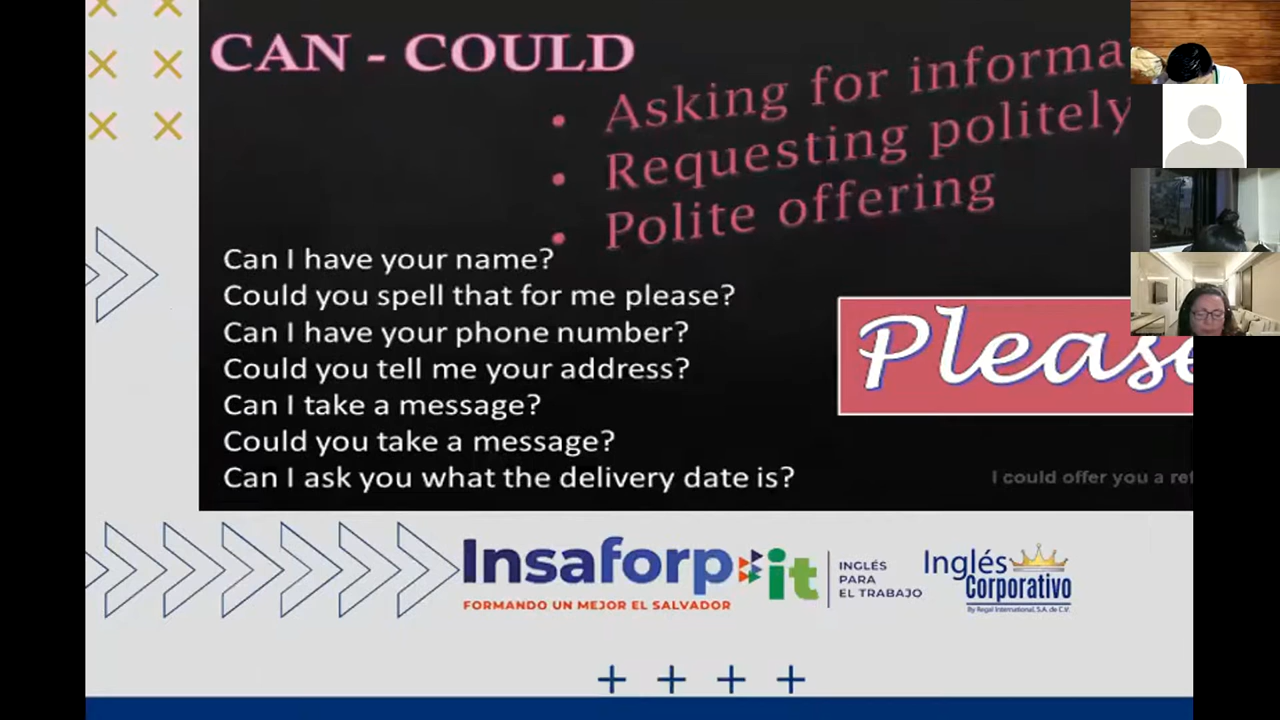 CAN - COULD
• Asking for informa
• Requesting politely
• Polite offering
Can I have your name?
Could you spell that for me please?
Can I have your phone number?
Could you tell me your address?
Can I take a message?
Could you take a message?
Can I ask you what the delivery date is?
Please
I could offer you a ref
Insaforp
FORMANDO UN MEJOR EL SALVADOR
it
INGLÉS
PARA
EL TRABAJO
Inglés
Corporativo
By Regal International, S.A. de C.V.